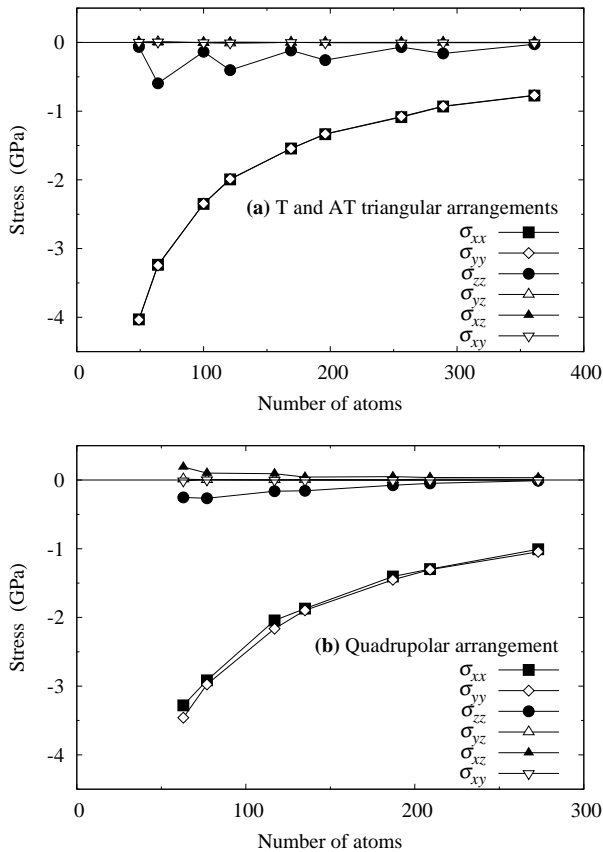 0
-1
-2
-3
-4
Stress (GPa)
(a) T and AT triangular arrangements
σxx
σyy
σzz
σyz
σxz
σxy
0 100 200 300 400
Number of atoms
0
-1
-2
-3
-4
Stress (GPa)
(b) Quadrupolar arrangement
σxx
σyy
σzz
σyz
σxz
σxy
0 100 200 300
Number of atoms